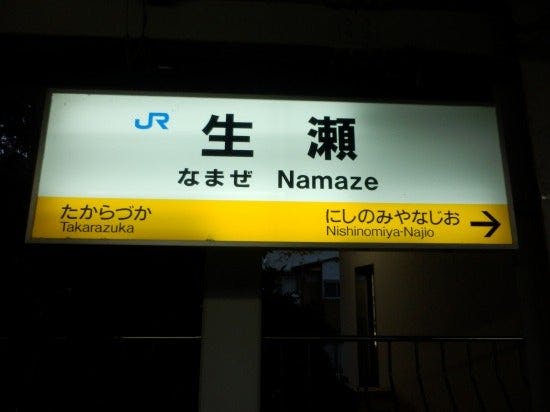 JR 生瀬
なまぜ Namaze
たからづか にしのみやなじお →
Takarazuka Nishinomiya-Najio